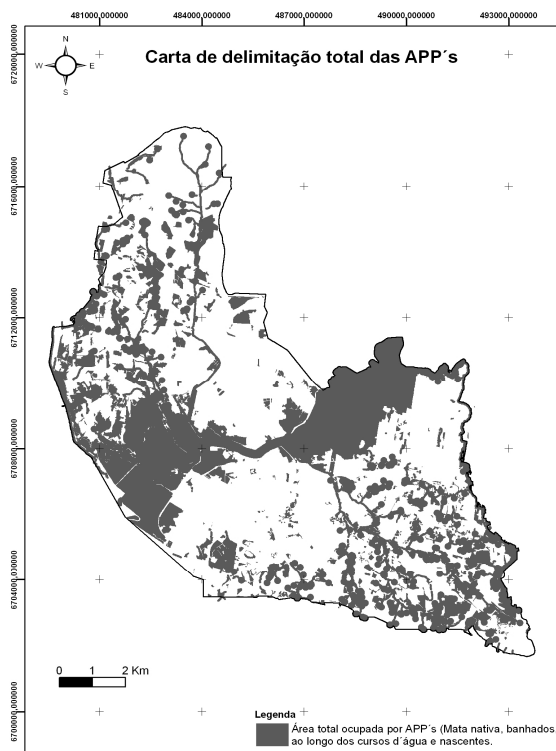 481000,000000 484000,000000 487000,000000 490000,000000 493000,000000
Carta de delimitação total das APP´s
N
W E
S
6720000,000000
6716000,000000
6712000,000000
6708000,000000
6704000,000000
6700000,000000
0 1 2 Km
Legenda
Área total ocupada por APP´s (Mata nativa, banhados
ao longo dos cursos d´água e nascentes.